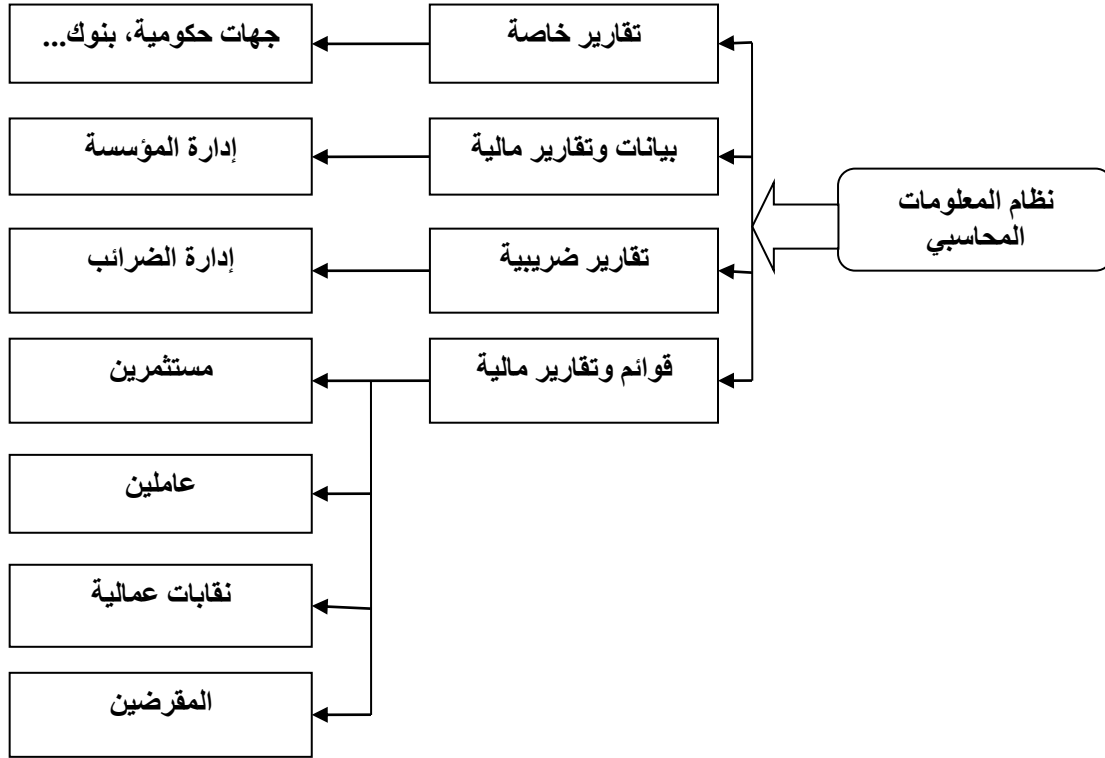 تقارير خاصة
جهات حكومية، بنوك...
بيانات وتقارير مالية
إدارة المؤسسة
نظام المعلومات
المحاسبي
تقارير ضريبية
إدارة الضرائب
قوائم وتقارير مالية
مستثمرين
عاملين
نقابات عمالية
المقرضين